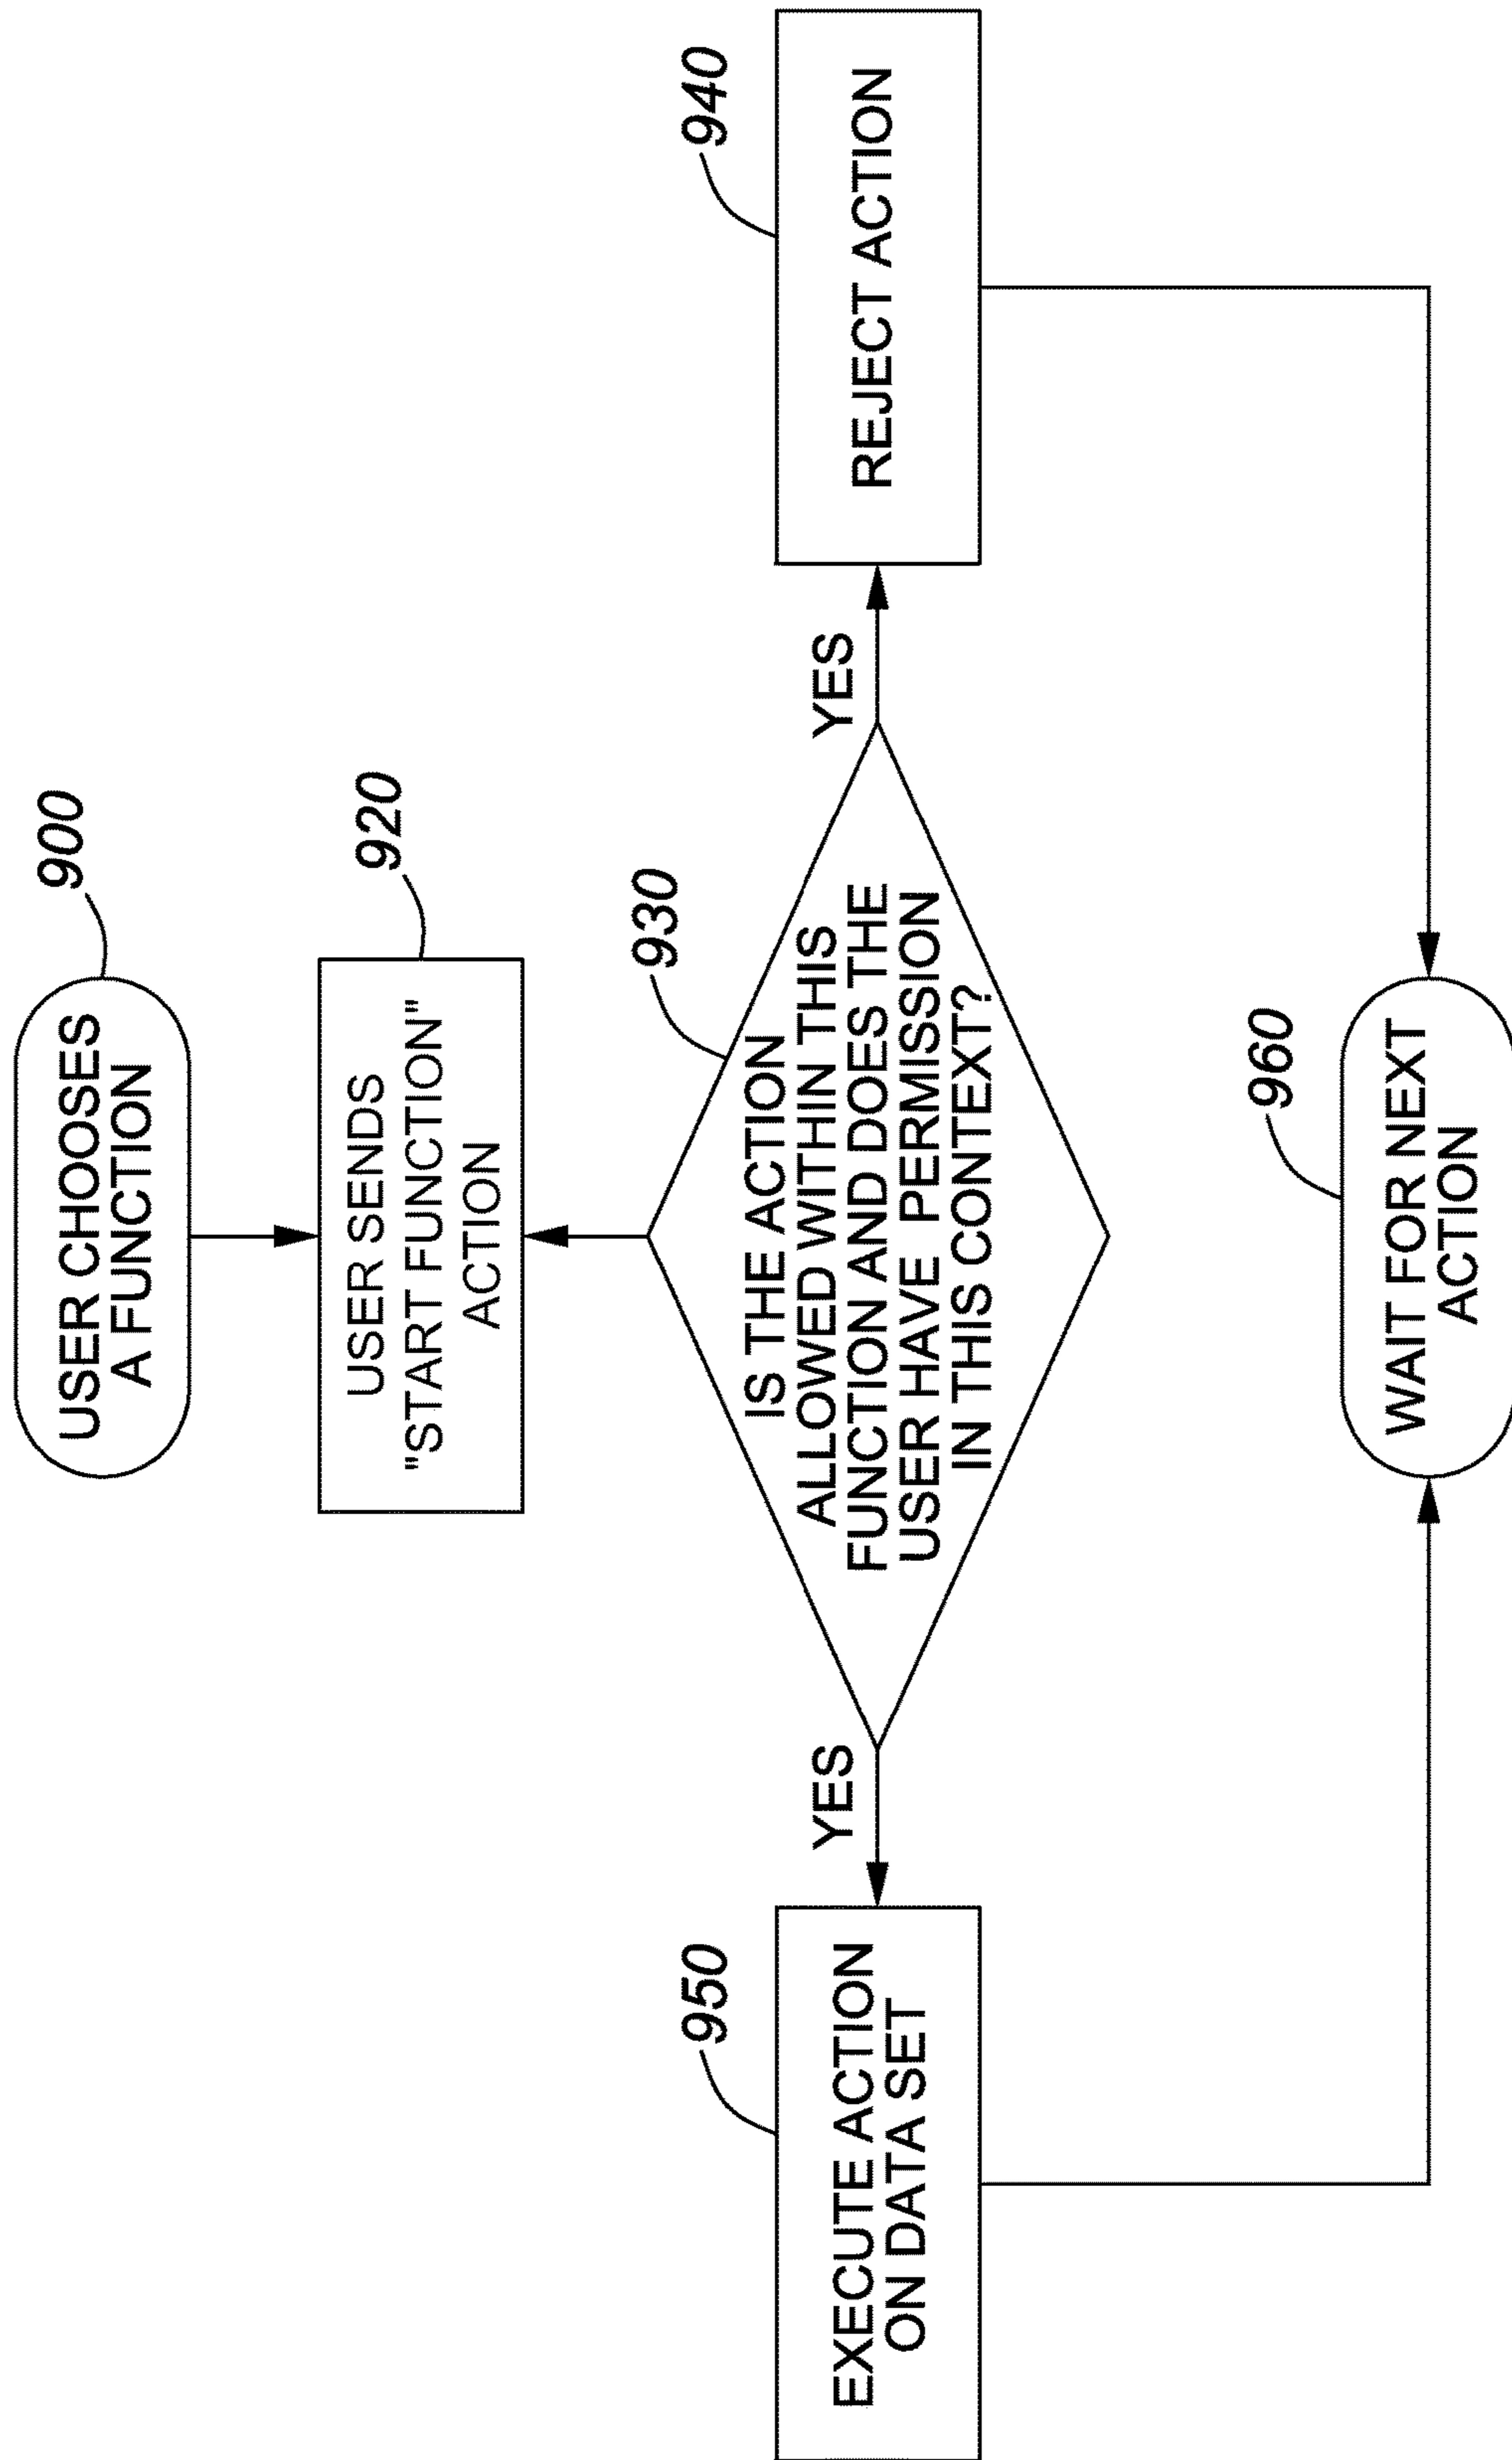 900
USER CHOOSES
A FUNCTION
920
USER SENDS
"START FUNCTION"
ACTION
930
IS THE ACTION
ALLOWED WITHIN THIS
FUNCTION AND DOES THE
USER HAVE PERMISSION
IN THIS CONTEXT?
YES
950
EXECUTE ACTION
ON DATA SET
YES
940
REJECT ACTION
960
WAIT FOR NEXT
ACTION